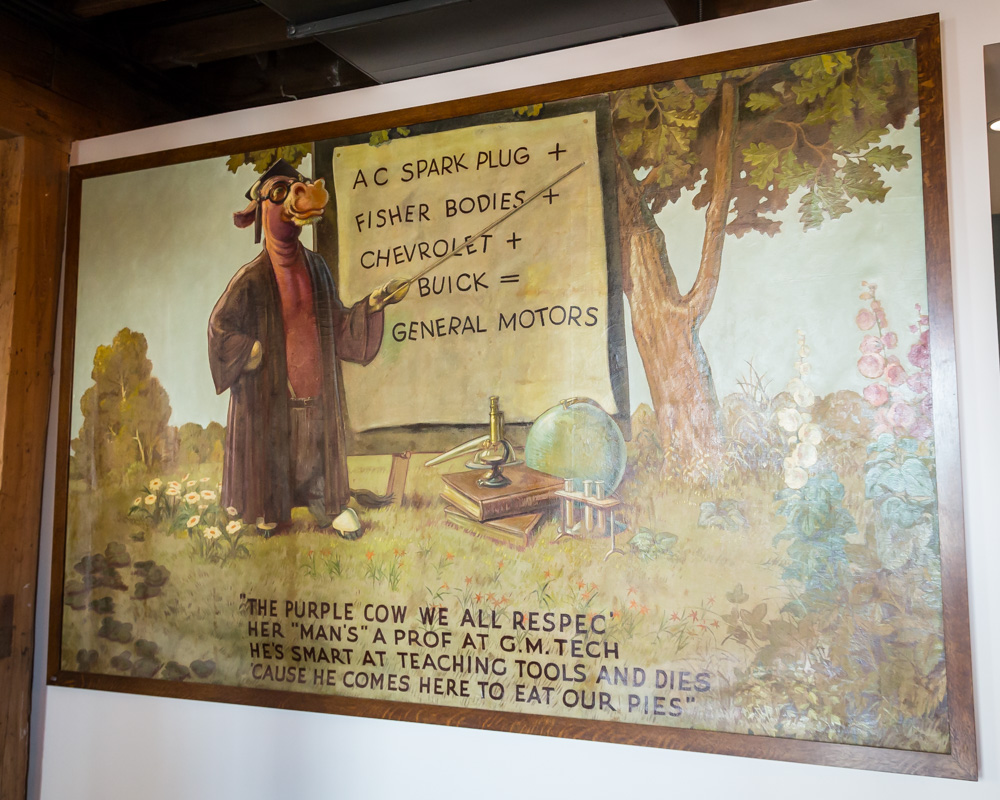 AC SPARK PLUG +
FISHER BODIES +
CHEVROLET +
BUICK =
GENERAL MOTORS
"THE PURPLE COW WE ALL RESPEC'
HER "MAN'S" A PROF AT G.M. TECH
HE'S SMART AT TEACHING TOOLS AND DIES
'CAUSE HE COMES HERE TO EAT OUR PIES"